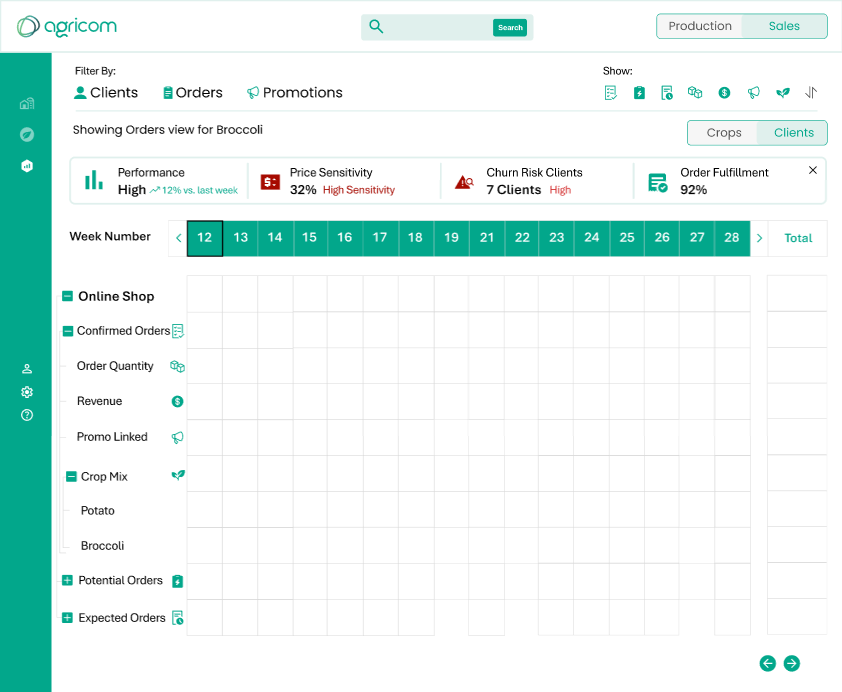 agricom
Search
Production Sales
Filter By:
Show:
Clients Orders Promotions
Showing Orders view for Broccoli
Crops Clients
Performance
High 12% vs. last week
Price Sensitivity
32% High Sensitivity
Churn Risk Clients
7 Clients High
Order Fulfillment
92%
Week Number 12 13 14 15 16 17 18 19 21 22 23 24 25 26 27 28 Total
Online Shop
Confirmed Orders
Order Quantity
Revenue
Promo Linked
Crop Mix
Potato
Broccoli
Potential Orders
Expected Orders